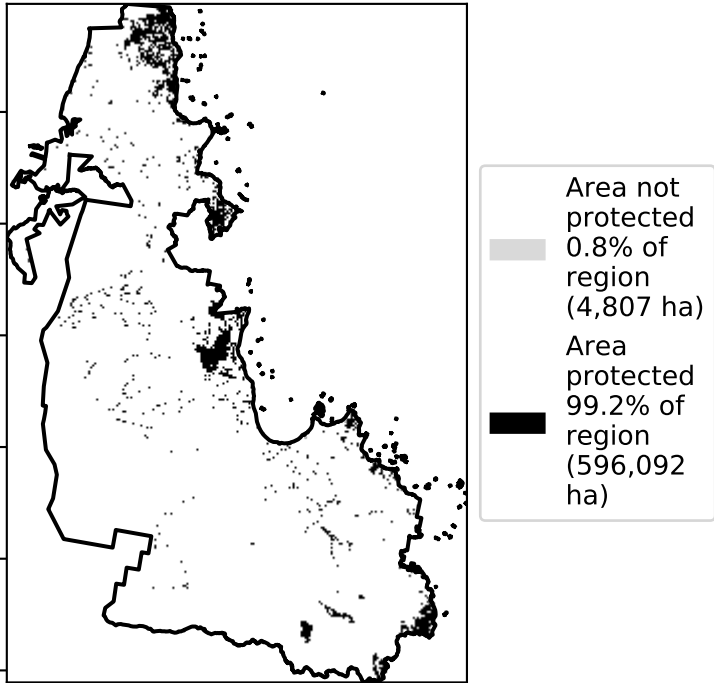 Area not
protected
0.8% of
region
(4,807 ha)
Area
protected
99.2% of
region
(596,092
ha)